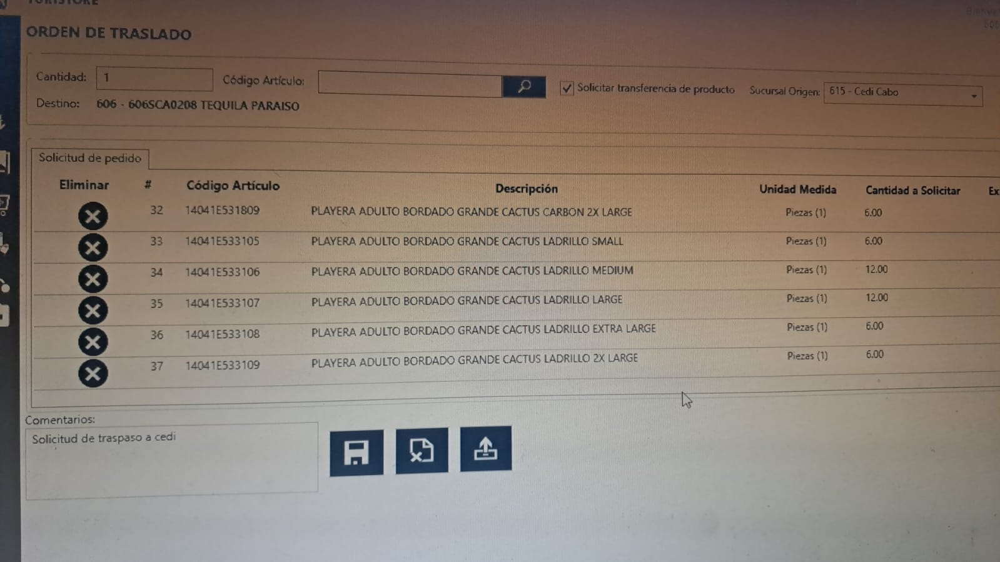 TURISTORE
ORDEN DE TRASLADO
Cantidad: 1 Código Artículo: Solicitar transferencia de producto Sucursal Origen: 615 - Cedi Cabo
Destino: 606 - 606SCA0208 TEQUILA PARAISO
Solicitud de pedido
Eliminar # Código Artículo Descripción Unidad Medida Cantidad a Solicitar Ex
32 14041E531809 PLAYERA ADULTO BORDADO GRANDE CACTUS CARBON 2X LARGE Piezas (1) 6.00
33 14041E533105 PLAYERA ADULTO BORDADO GRANDE CACTUS LADRILLO SMALL Piezas (1) 6.00
34 14041E533106 PLAYERA ADULTO BORDADO GRANDE CACTUS LADRILLO MEDIUM Piezas (1) 12.00
35 14041E533107 PLAYERA ADULTO BORDADO GRANDE CACTUS LADRILLO LARGE Piezas (1) 12.00
36 14041E533108 PLAYERA ADULTO BORDADO GRANDE CACTUS LADRILLO EXTRA LARGE Piezas (1) 6.00
37 14041E533109 PLAYERA ADULTO BORDADO GRANDE CACTUS LADRILLO 2X LARGE Piezas (1) 6.00
Comentarios:
Solicitud de traspaso a cedi